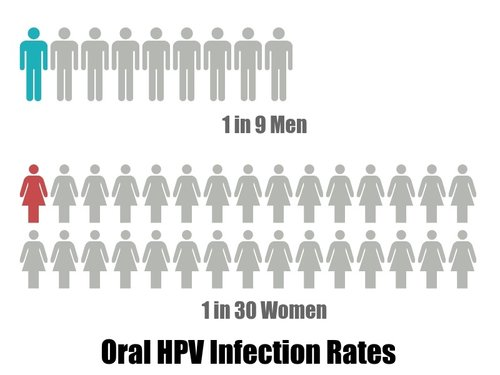 1 in 9 Men
1 in 30 Women
Oral HPV Infection Rates